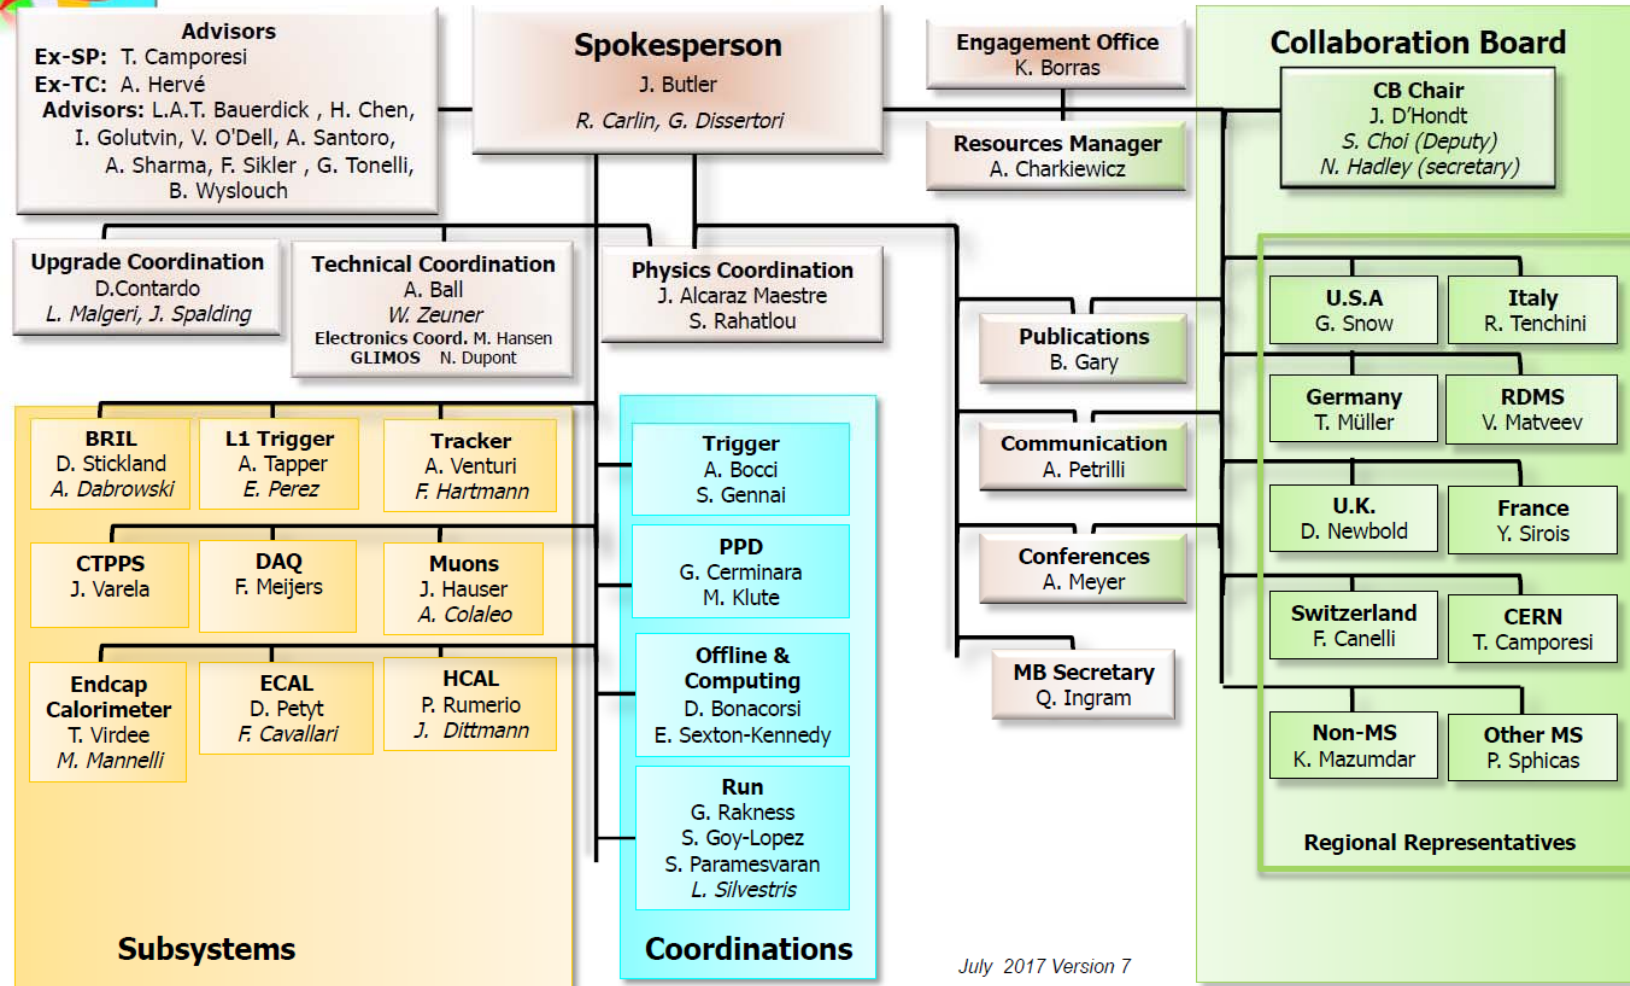 Advisors
Ex-SP: T. Camporesi
Ex-TC: A. Hervé
Advisors: L.A.T. Bauerdick , H. Chen,
I. Golutvin, V. O'Dell, A. Santoro,
A. Sharma, F. Sikler , G. Tonelli,
B. Wyslouch
Spokesperson
J. Butler
R. Carlin, G. Dissertori
Engagement Office
K. Borras
Resources Manager
A. Charkiewicz
Collaboration Board
CB Chair
J. D'Hondt
S. Choi (Deputy)
N. Hadley (secretary)
Upgrade Coordination
D.Contardo
L. Malgeri, J. Spalding
Technical Coordination
A. Ball
W. Zeuner
Electronics Coord. M. Hansen
GLIMOS N. Dupont
Physics Coordination
J. Alcaraz Maestre
S. Rahatlou
Publications
B. Gary
Communication
A. Petrilli
Conferences
A. Meyer
MB Secretary
Q. Ingram
U.S.A
G. Snow
Italy
R. Tenchini
Germany
T. Müller
RDMS
V. Matveev
U.K.
D. Newbold
France
Y. Sirois
Switzerland
F. Canelli
CERN
T. Camporesi
Non-MS
K. Mazumdar
Other MS
P. Sphicas
Regional Representatives
BRIL
D. Stickland
A. Dabrowski
L1 Trigger
A. Tapper
E. Perez
Tracker
A. Venturi
F. Hartmann
CTPPS
J. Varela
DAQ
F. Meijers
Muons
J. Hauser
A. Colaleo
Endcap
Calorimeter
T. Virdee
M. Mannelli
ECAL
D. Petyt
F. Cavallari
HCAL
P. Rumerio
J. Dittmann
Subsystems
Trigger
A. Bocci
S. Gennai
PPD
G. Cerminara
M. Klute
Offline &
Computing
D. Bonacorsi
E. Sexton-Kennedy
Run
G. Rakness
S. Goy-Lopez
S. Paramesvaran
L. Silvestris
Coordinations
July 2017 Version 7